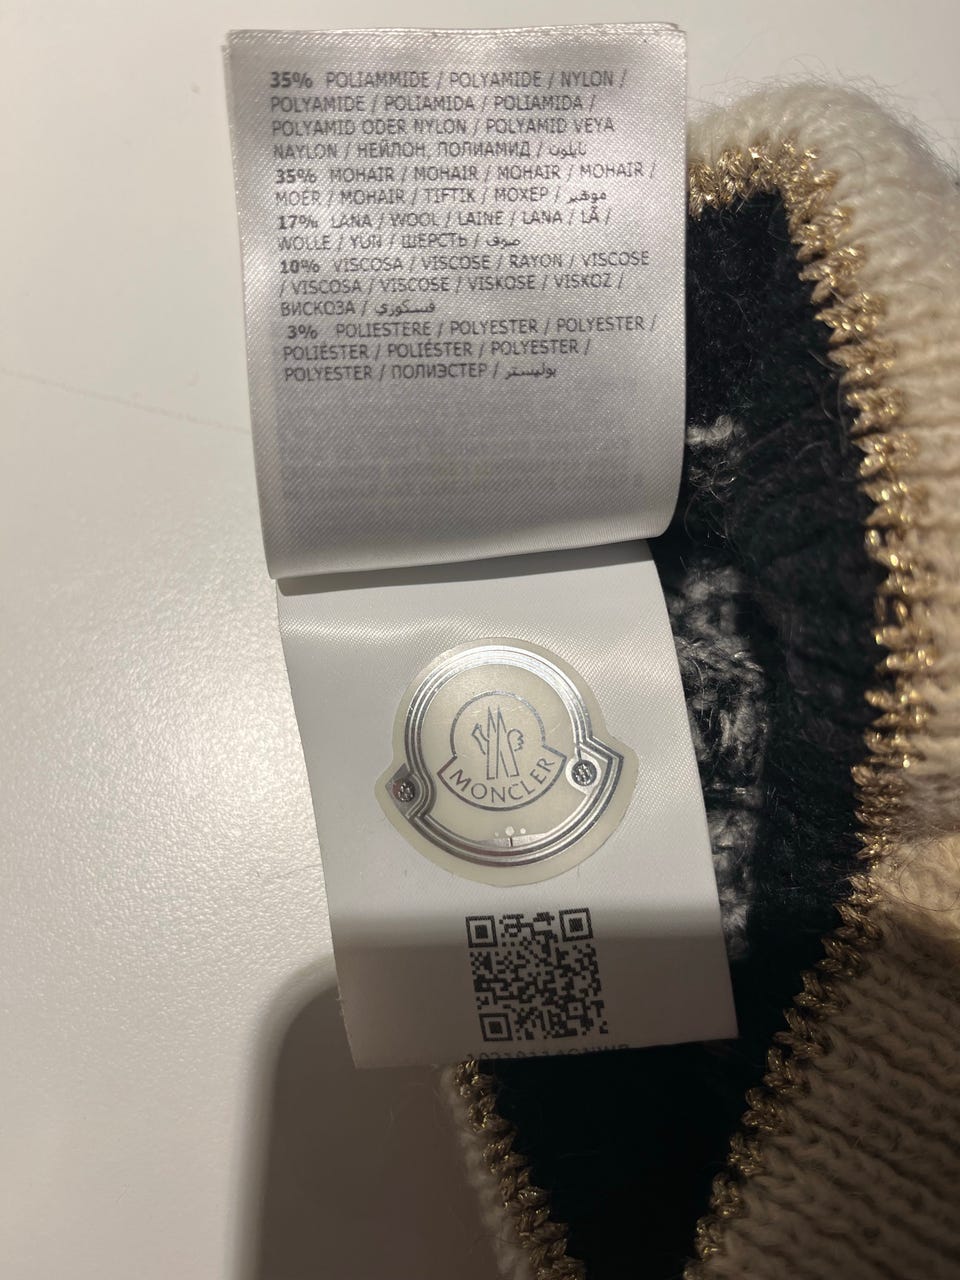 35% POLIAMMIDE / POLYAMIDE / NYLON /
POLYAMIDE / POLIAMIDA / POLIAMIDA /
POLYAMID ODER NYLON / POLYAMID VEYA
NAYLON / НЕЙЛОН, ПОЛИАМИД / نايلون
35% MOHAIR / MOHAIR / MOHAIR / MOHAIR /
MOER / MOHAIR / TIFTIK / МОХЕР / موهير
17% LANA / WOOL / LAINE / LANA / LÃ /
WOLLE / YÜN / ШЕРСТЬ / صوف
10% VISCOSA / VISCOSE / RAYON / VISCOSE
/ VISCOSA / VISCOSE / VISKOSE / VISKOZ /
ВИСКОЗА / فسكوزي
3% POLIESTERE / POLYESTER / POLYESTER /
POLIÉSTER / POLIÉSTER / POLYESTER /
POLYESTER / ПОЛИЭСТЕР / بوليستر
MONCLER